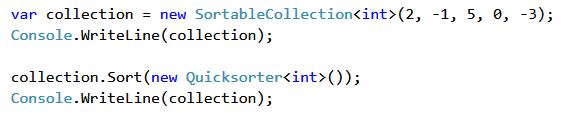 var collection = new SortableCollection<int>(2, -1, 5, 0, -3);
Console.WriteLine(collection);
collection.Sort(new Quicksorter<int>());
Console.WriteLine(collection);